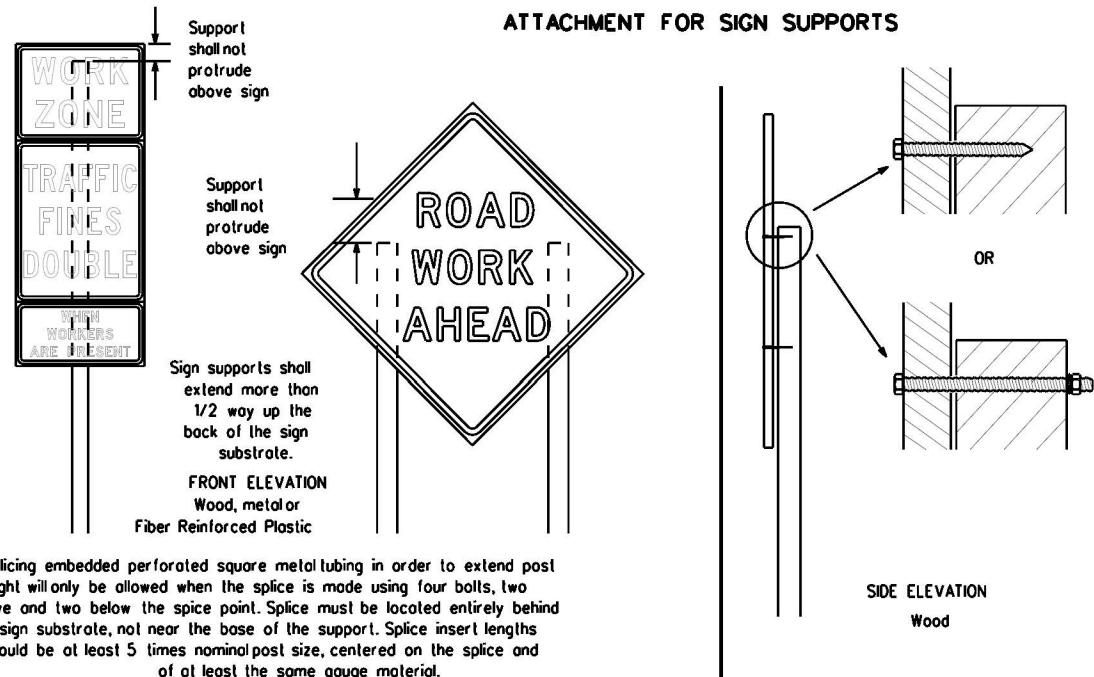 ATTACHMENT FOR SIGN SUPPORTS
Support
shall not
protrude
above sign
WORK
ZONE
TRAFFIC
FINES
DOUBLE
WHEN
WORKERS
ARE PRESENT
Support
shall not
protrude
above sign
ROAD
WORK
AHEAD
Sign supports shall
extend more than
1/2 way up the
back of the sign
substrate.
FRONT ELEVATION
Wood, metal or
Fiber Reinforced Plastic
OR
SIDE ELEVATION
Wood
licing embedded perforated square metal tubing in order to extend post
ght will only be allowed when the splice is made using four bolts, two
ve and two below the spice point. Splice must be located entirely behind
sign substrate, not near the base of the support. Splice insert lengths
ould be at least 5 times nominal post size, centered on the splice and
of at least the same gauge material.